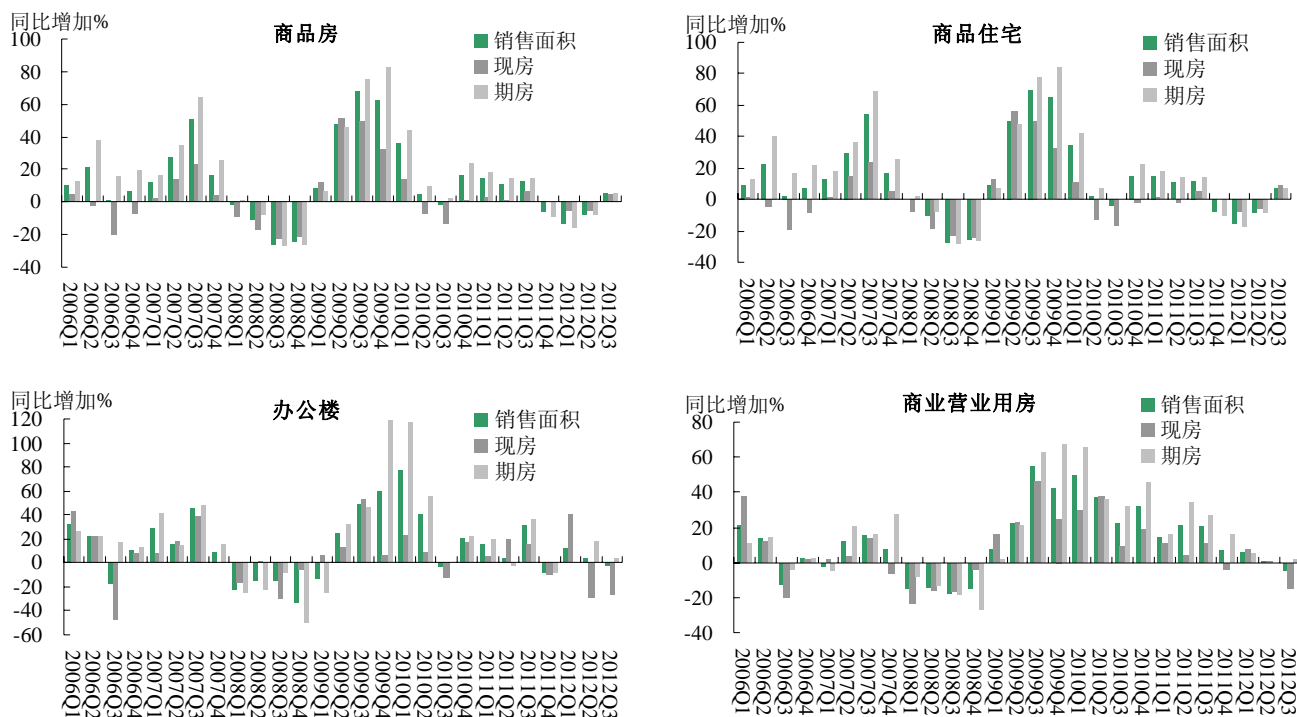 同比增加%
商品房
销售面积
现房
期房
100
80
60
40
20
0
-20
-40
2006Q1
2006Q2
2006Q3
2006Q4
2007Q1
2007Q2
2007Q3
2007Q4
2008Q1
2008Q2
2008Q3
2008Q4
2009Q1
2009Q2
2009Q3
2009Q4
2010Q1
2010Q2
2010Q3
2010Q4
2011Q1
2011Q2
2011Q3
2011Q4
2012Q1
2012Q2
2012Q3
同比增加%
商品住宅
销售面积
现房
期房
100
80
60
40
20
0
-20
-40
2006Q1
2006Q2
2006Q3
2006Q4
2007Q1
2007Q2
2007Q3
2007Q4
2008Q1
2008Q2
2008Q3
2008Q4
2009Q1
2009Q2
2009Q3
2009Q4
2010Q1
2010Q2
2010Q3
2010Q4
2011Q1
2011Q2
2011Q3
2011Q4
2012Q1
2012Q2
2012Q3
同比增加%
办公楼
销售面积
现房
期房
120
100
80
60
40
20
0
-20
-40
-60
2006Q1
2006Q2
2006Q3
2006Q4
2007Q1
2007Q2
2007Q3
2007Q4
2008Q1
2008Q2
2008Q3
2008Q4
2009Q1
2009Q2
2009Q3
2009Q4
2010Q1
2010Q2
2010Q3
2010Q4
2011Q1
2011Q2
2011Q3
2011Q4
2012Q1
2012Q2
2012Q3
同比增加%
商业营业用房
销售面积
现房
期房
80
60
40
20
0
-20
-40
2006Q1
2006Q2
2006Q3
2006Q4
2007Q1
2007Q2
2007Q3
2007Q4
2008Q1
2008Q2
2008Q3
2008Q4
2009Q1
2009Q2
2009Q3
2009Q4
2010Q1
2010Q2
2010Q3
2010Q4
2011Q1
2011Q2
2011Q3
2011Q4
2012Q1
2012Q2
2012Q3